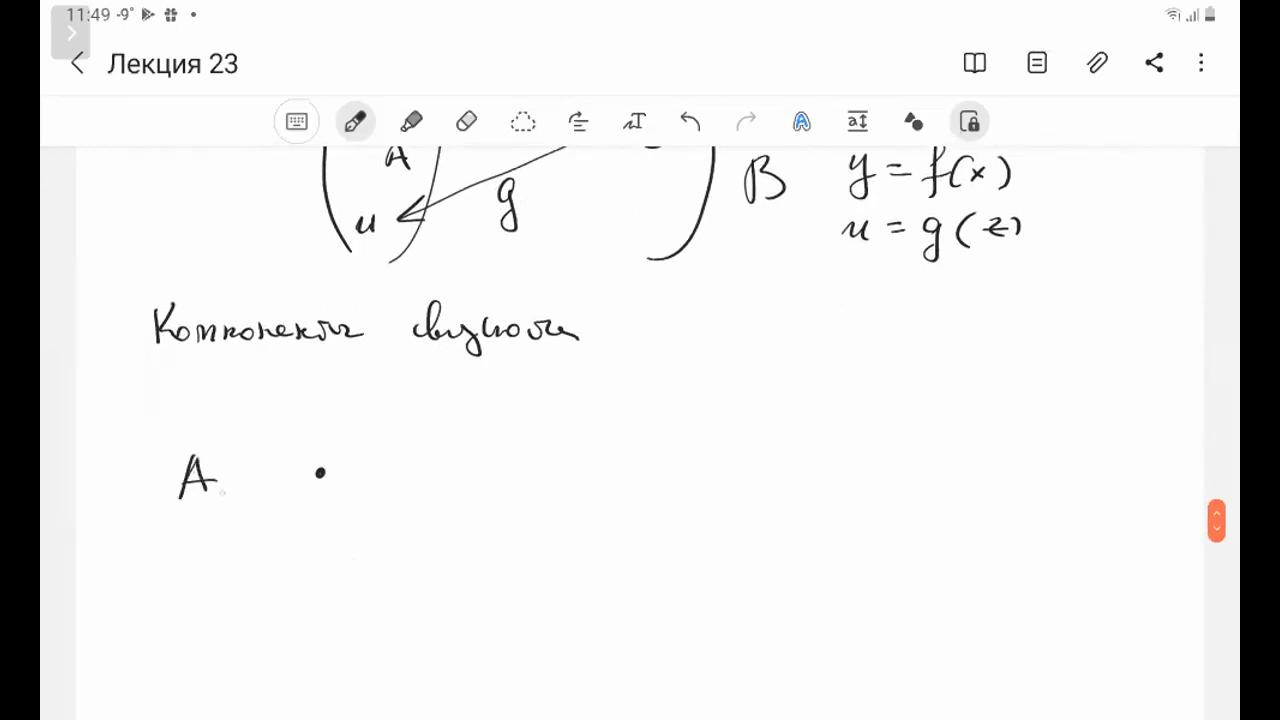 11:49 -9°
Лекция 23
A
B y = f(x)
u g u = g(z)
Компоненты связности
A